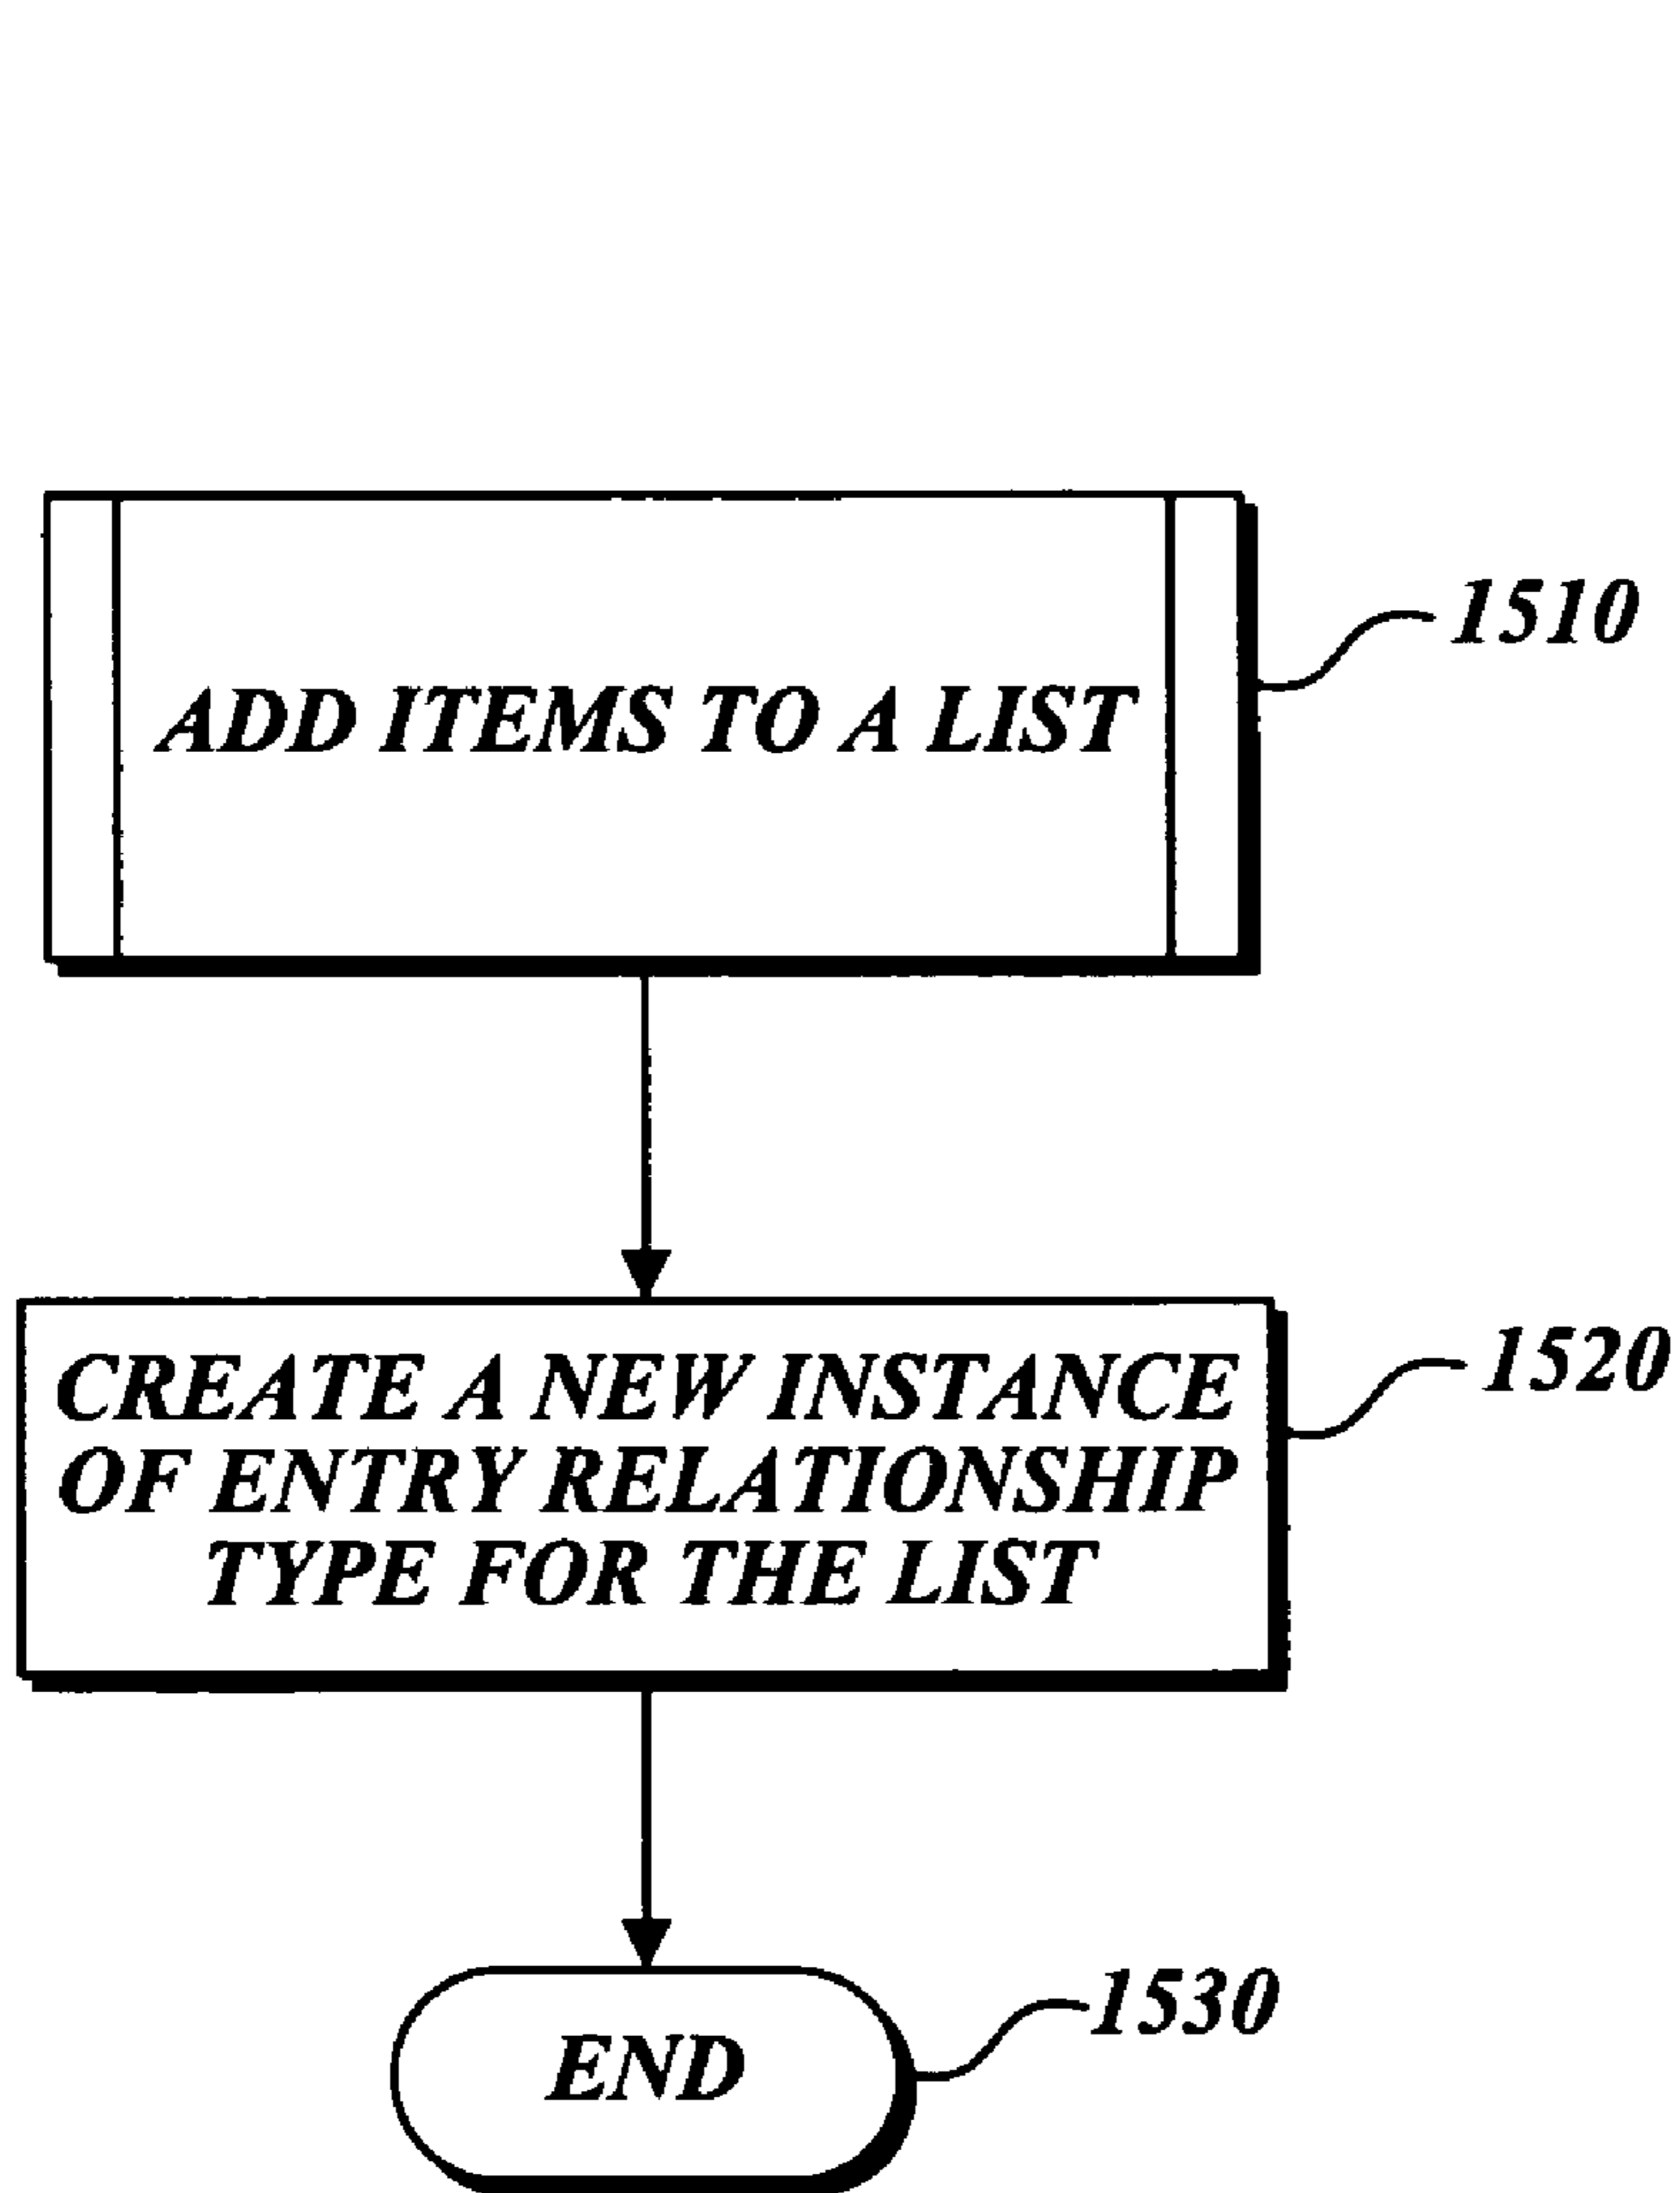 1510
ADD ITEMS TO A LIST
1520
CREATE A NEW INSTANCE
OF ENTRY RELATIONSHIP
TYPE FOR THE LIST
1530
END